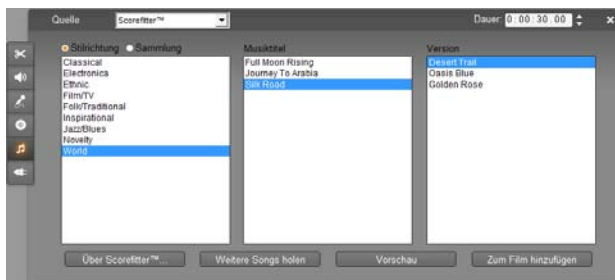 Quelle Scorefitter™ Dauer: 0:00:30.00
Stilrichtung Sammlung Musiktitel Version
Classical
Electronica
Ethnic
Film/TV
Folk/Traditional
Inspirational
Jazz/Blues
Novelty
World
Full Moon Rising
Journey To Arabia
Silk Road
Desert Trail
Oasis Blue
Golden Rose
Über Scorefitter™... Weitere Songs holen Vorschau Zum Film hinzufügen